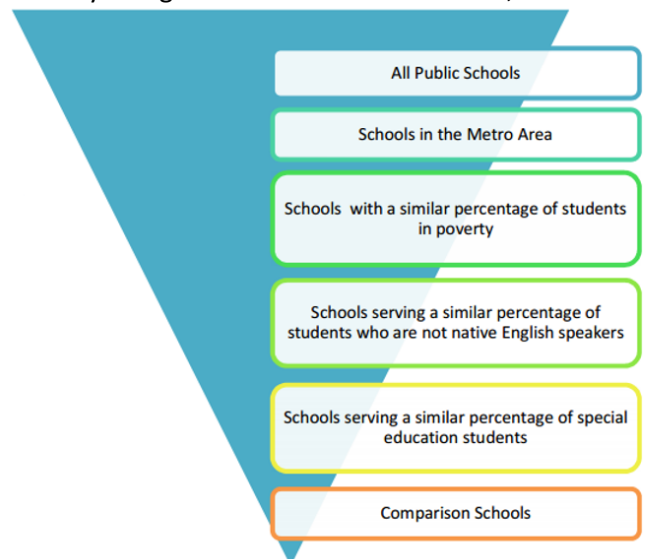 All Public Schools
Schools in the Metro Area
Schools with a similar percentage of students
in poverty
Schools serving a similar percentage of
students who are not native English speakers
Schools serving a similar percentage of special
education students
Comparison Schools